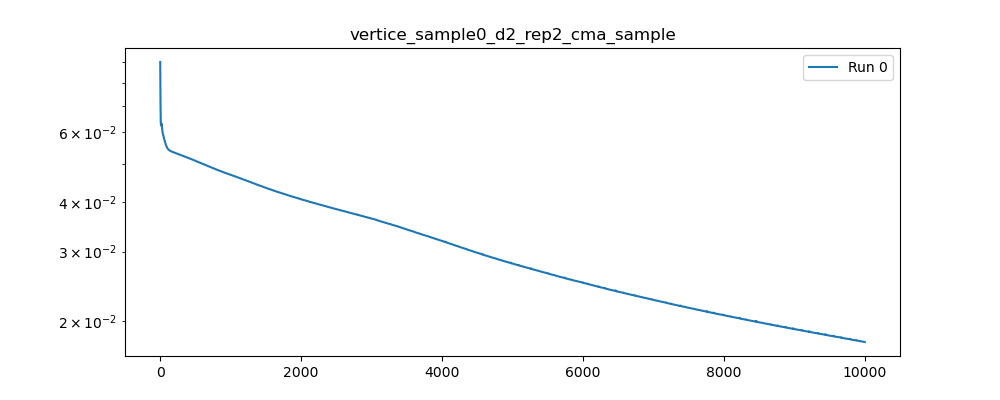 vertice_sample0_d2_rep2_cma_sample
Run 0
6 × 10⁻²
4 × 10⁻²
3 × 10⁻²
2 × 10⁻²
0 2000 4000 6000 8000 10000